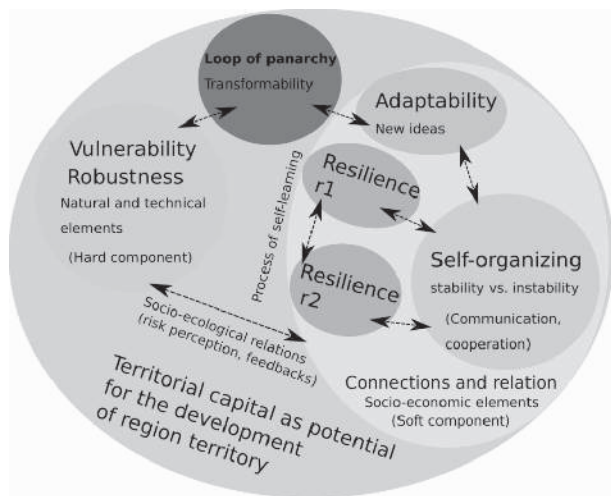 Loop of panarchy
Transformability
Adaptability
New ideas
Vulnerability
Robustness
Natural and technical
elements
(Hard component)
Process of self-learning
Resilience
r1
Resilience
r2
Self-organizing
stability vs. instability
(Communication,
cooperation)
Socio-ecological relations
(risk perception, feedbacks)
Connections and relation
Socio-economic elements
(Soft component)
Territorial capital as potential
for the development
of region territory